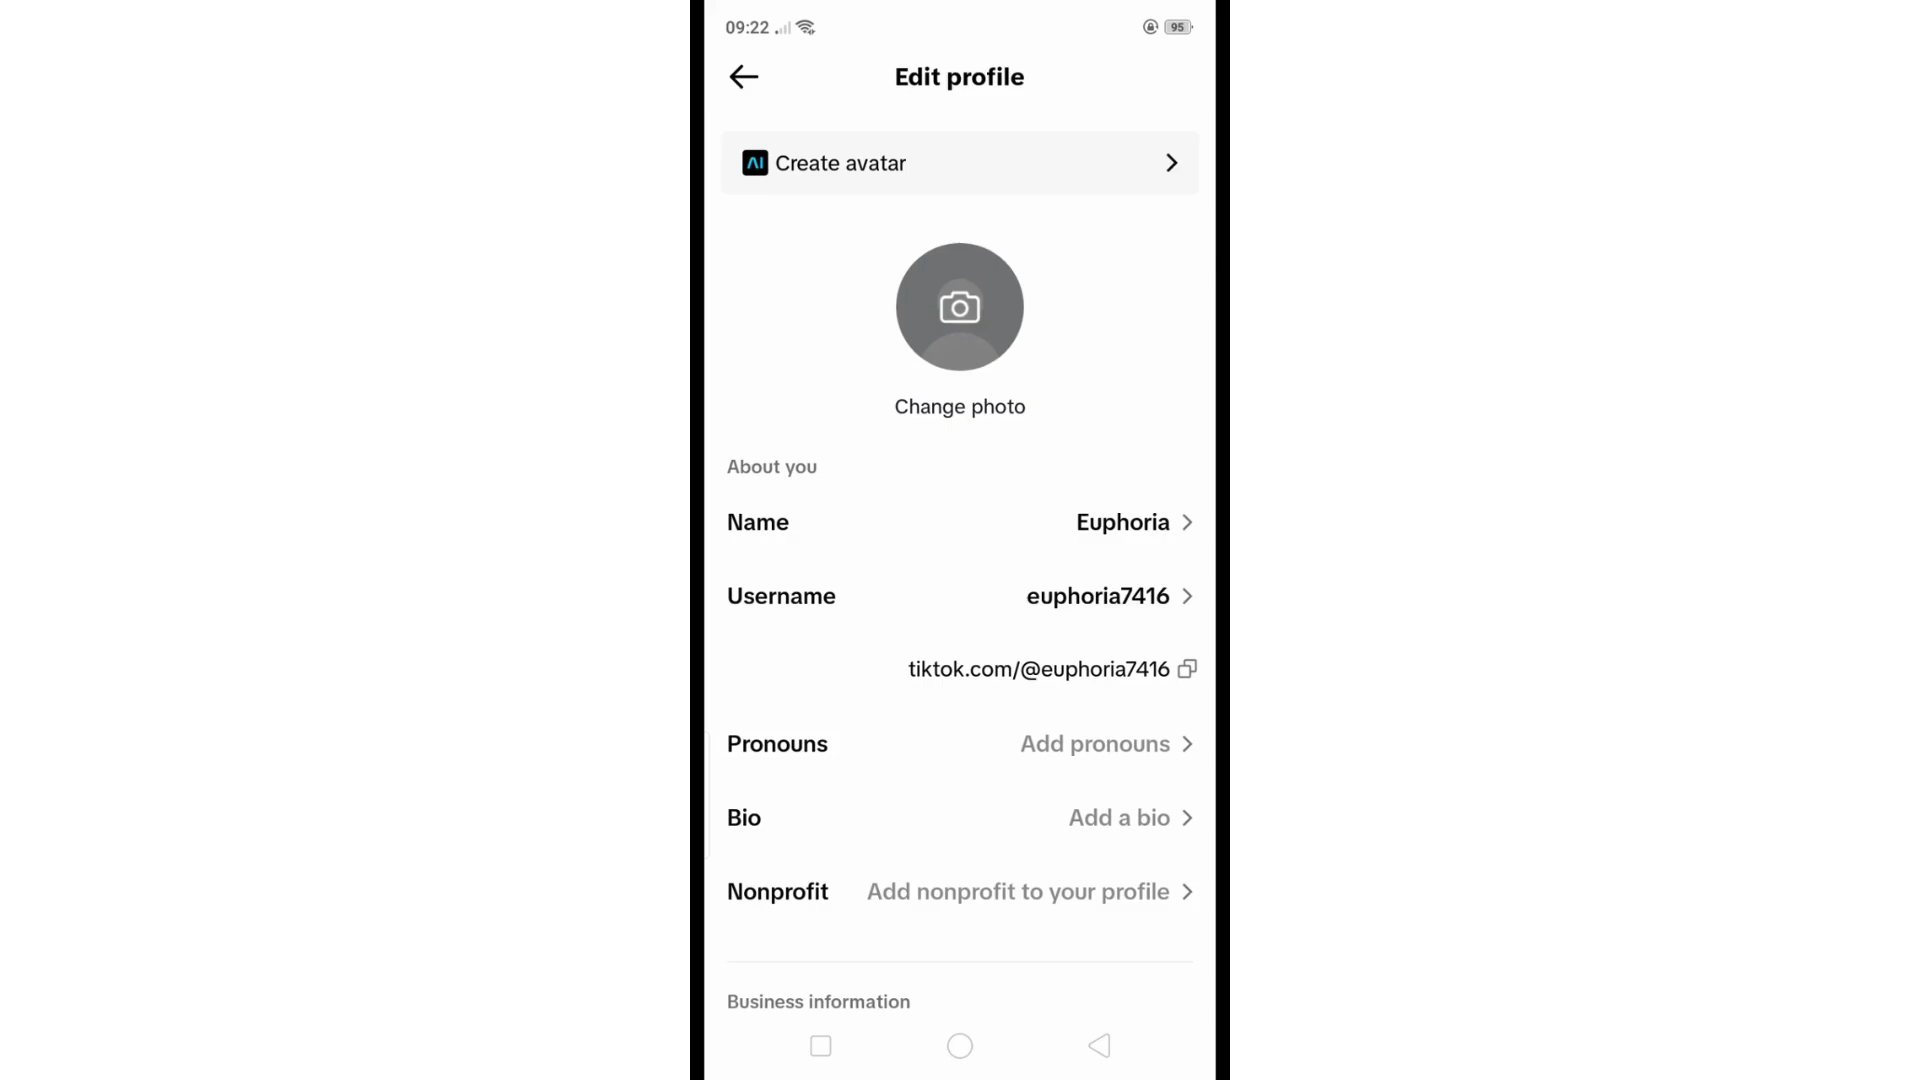 09:22
95
Edit profile
AI Create avatar
Change photo
About you
Name Euphoria
Username euphoria7416
tiktok.com/@euphoria7416
Pronouns Add pronouns
Bio Add a bio
Nonprofit Add nonprofit to your profile
Business information